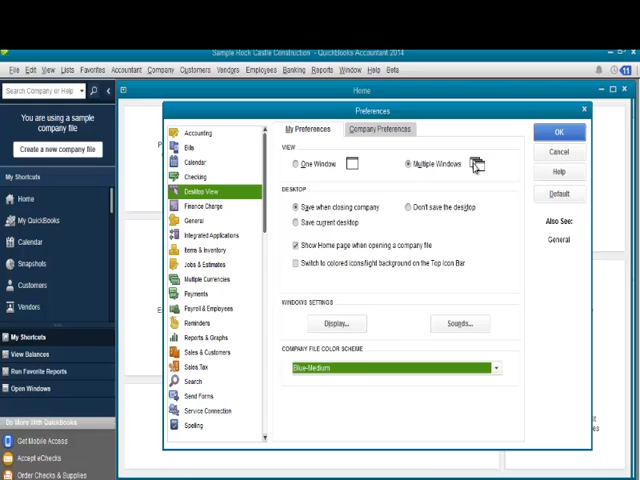 Sample Rock Castle Construction - QuickBooks Accountant 2014
File Edit View Lists Favorites Accountant Company Customers Vendors Employees Banking Reports Window Help Beta
11
Search Company or Help
Home
You are using a
sample
company file
Create a new company file
My Shortcuts
Home
My QuickBooks
Calendar
Snapshots
Customers
Vendors
My Shortcuts
View Balances
Run Favorite Reports
Open Windows
Do More With QuickBooks
Get Mobile Access
Accept eChecks
Order Checks & Supplies
Preferences
Accounting
Bills
Calendar
Checking
Desktop View
Finance Charge
General
Integrated Applications
Items & Inventory
Jobs & Estimates
Multiple Currencies
Payments
Payroll & Employees
Reminders
Reports & Graphs
Sales & Customers
Sales Tax
Search
Send Forms
Service Connection
Spelling
My Preferences Company Preferences
VIEW
One Window Multiple Windows
DESKTOP
Save when closing company Don't save the desktop
Save current desktop
Show Home page when opening a company file
Switch to colored icons/light background on the Top Icon Bar
WINDOWS SETTINGS
Display... Sounds...
COMPANY FILE COLOR SCHEME
Blue-Medium
OK
Cancel
Help
Default
Also See:
General